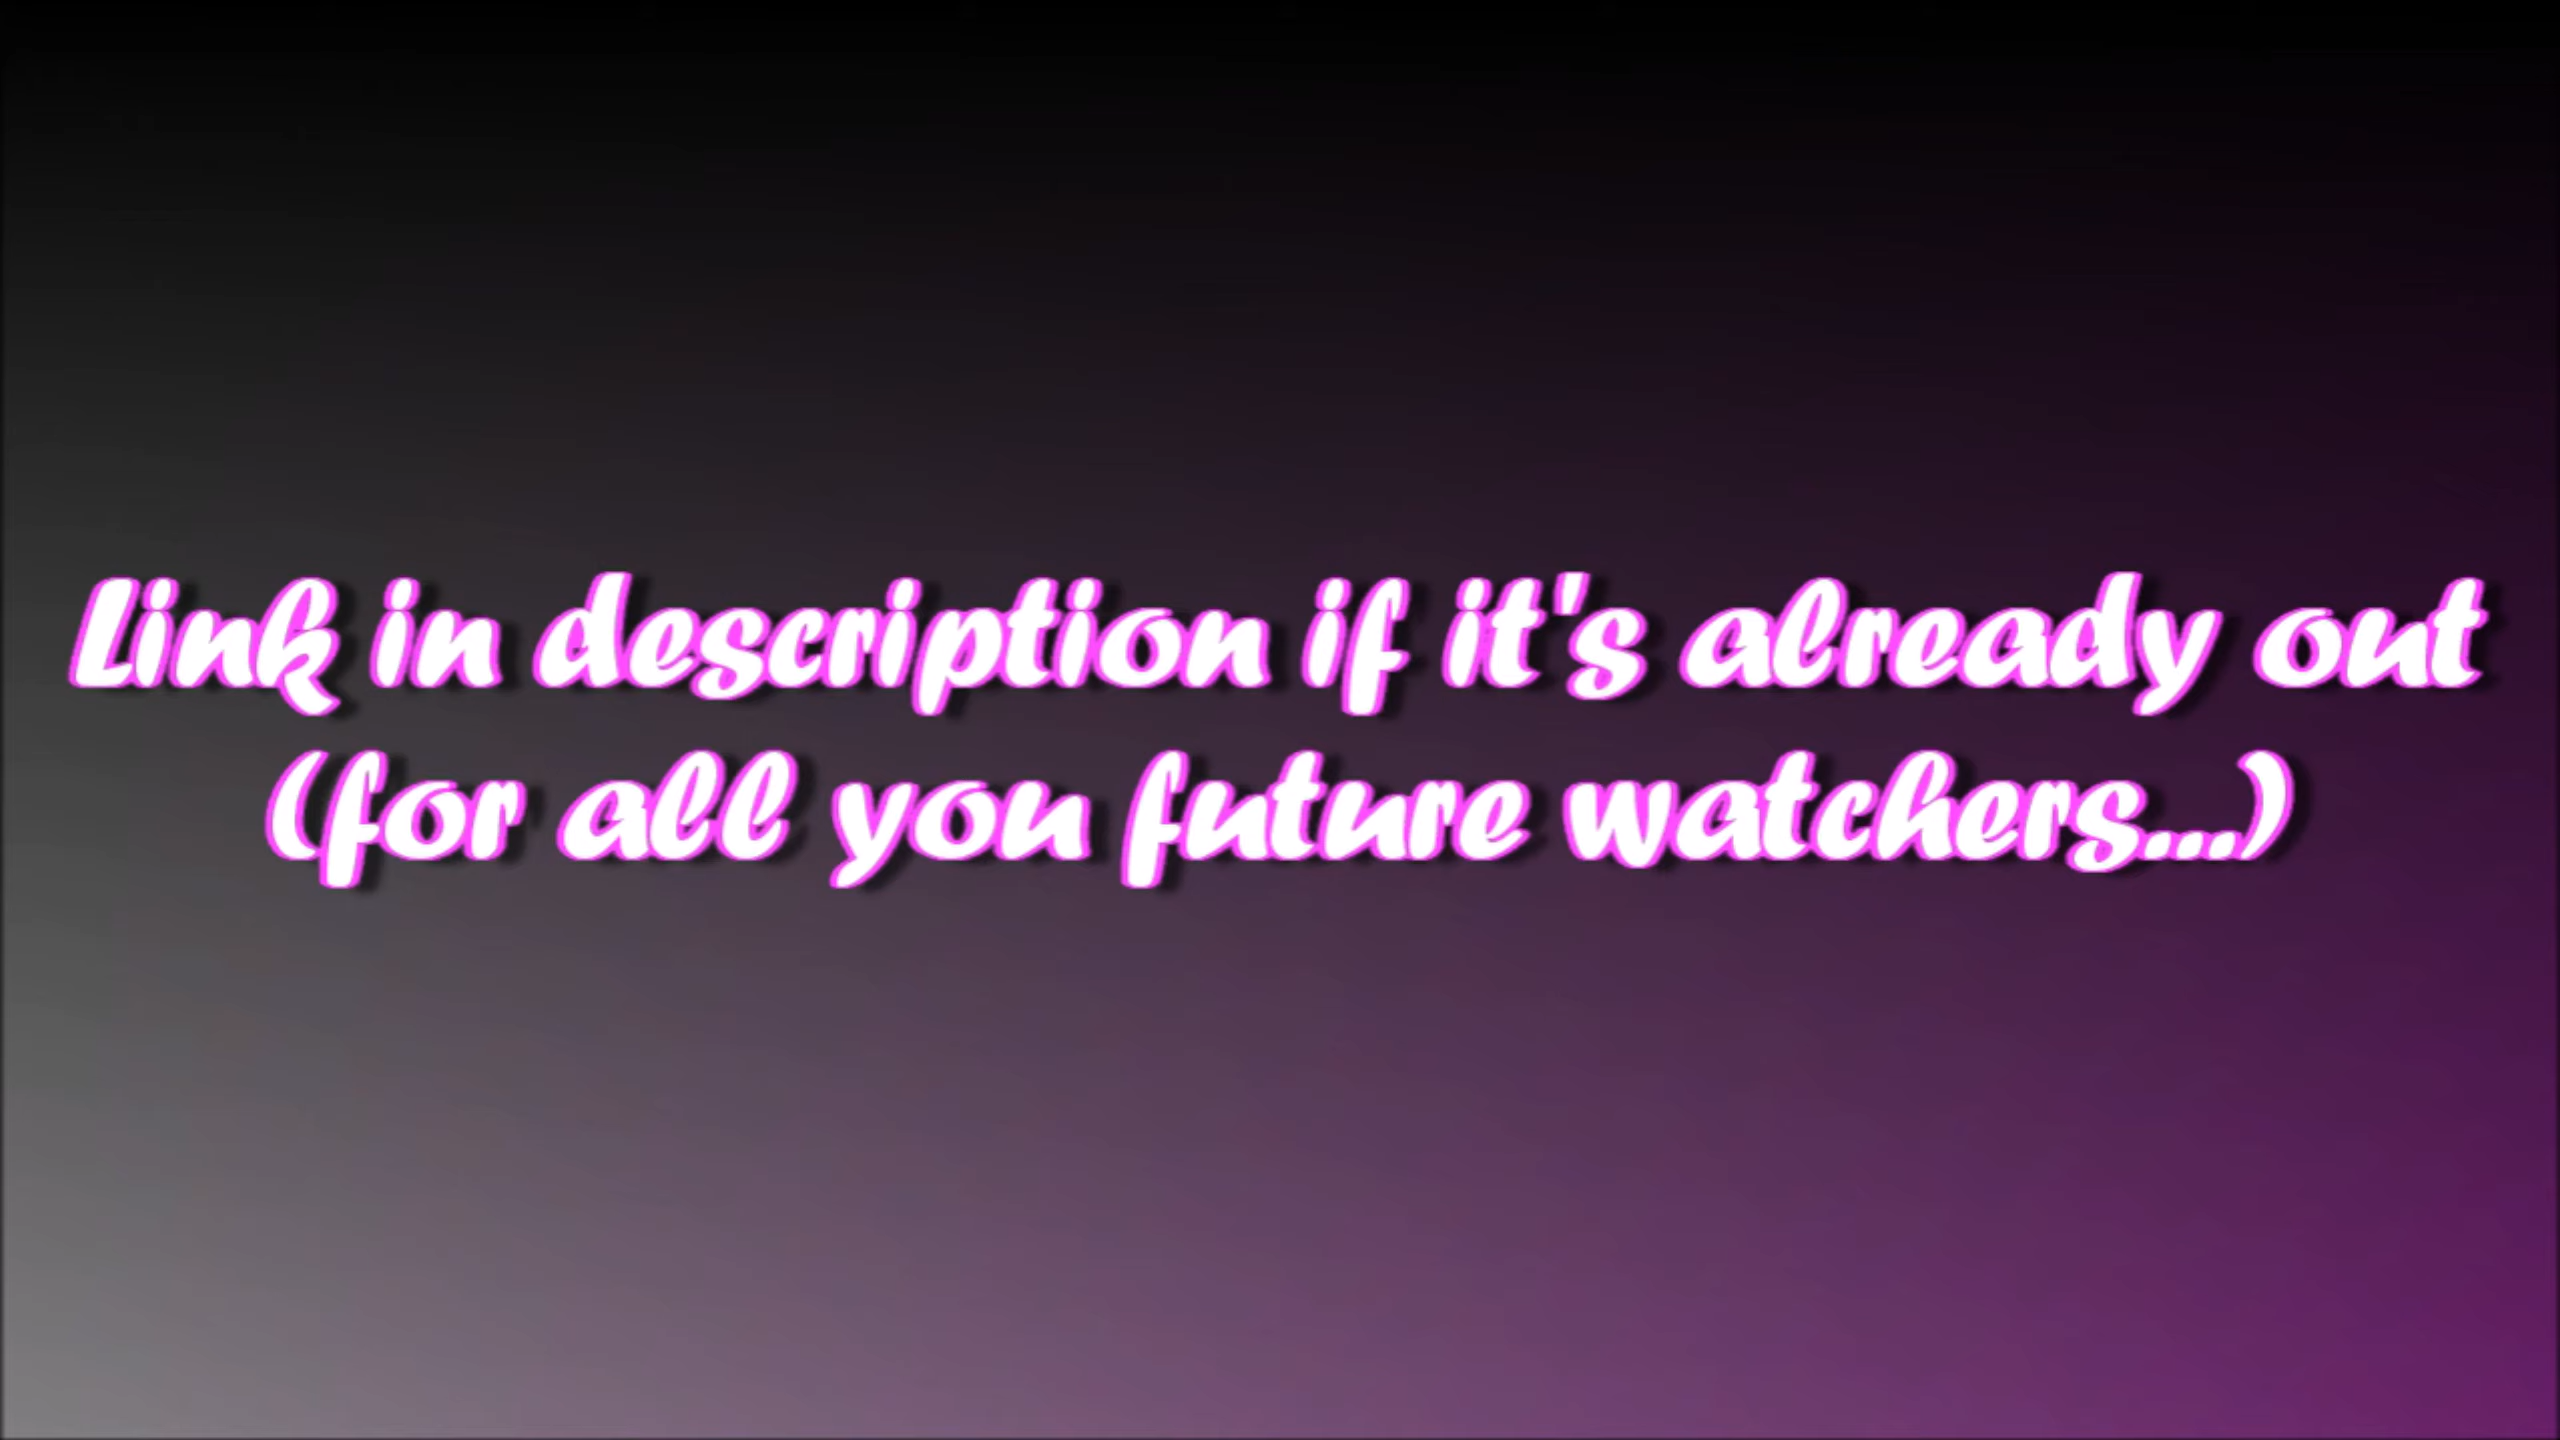 Link in description if it's already out
(for all you future watchers...)